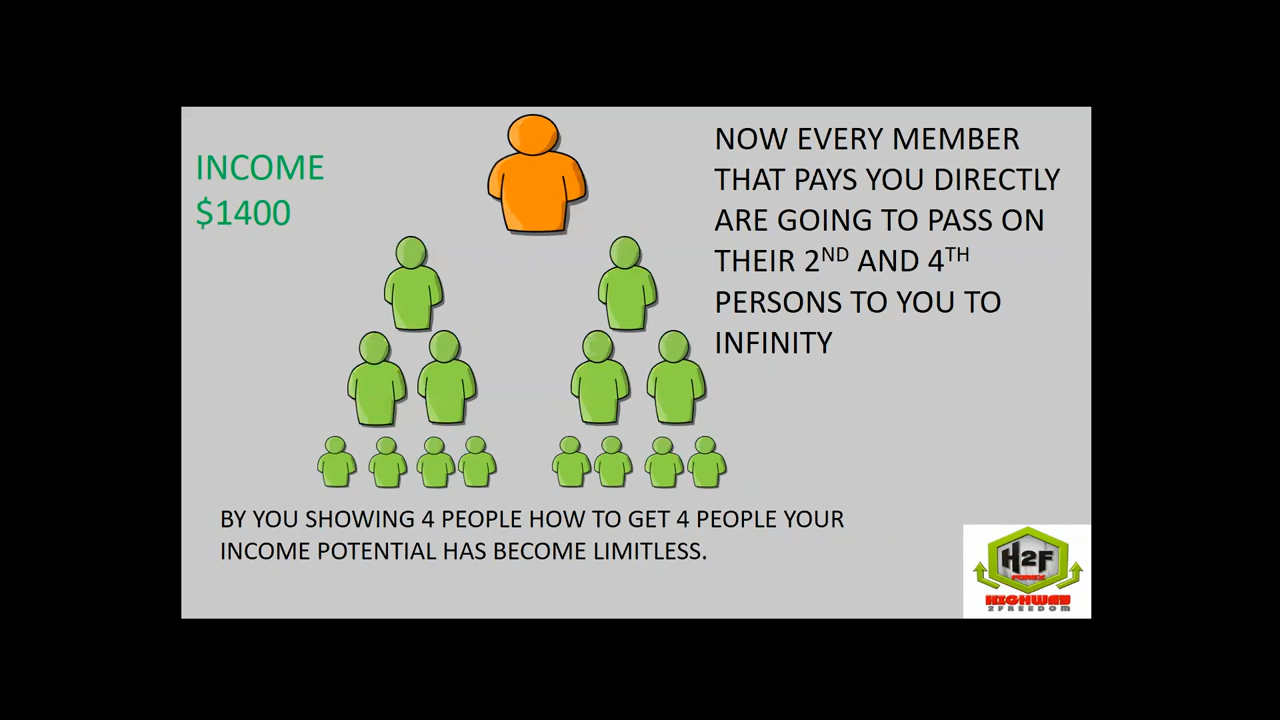 INCOME
$1400
NOW EVERY MEMBER
THAT PAYS YOU DIRECTLY
ARE GOING TO PASS ON
THEIR 2ND AND 4TH
PERSONS TO YOU TO
INFINITY
BY YOU SHOWING 4 PEOPLE HOW TO GET 4 PEOPLE YOUR
INCOME POTENTIAL HAS BECOME LIMITLESS.
H2F
HIGHWAY
2FREEDOM